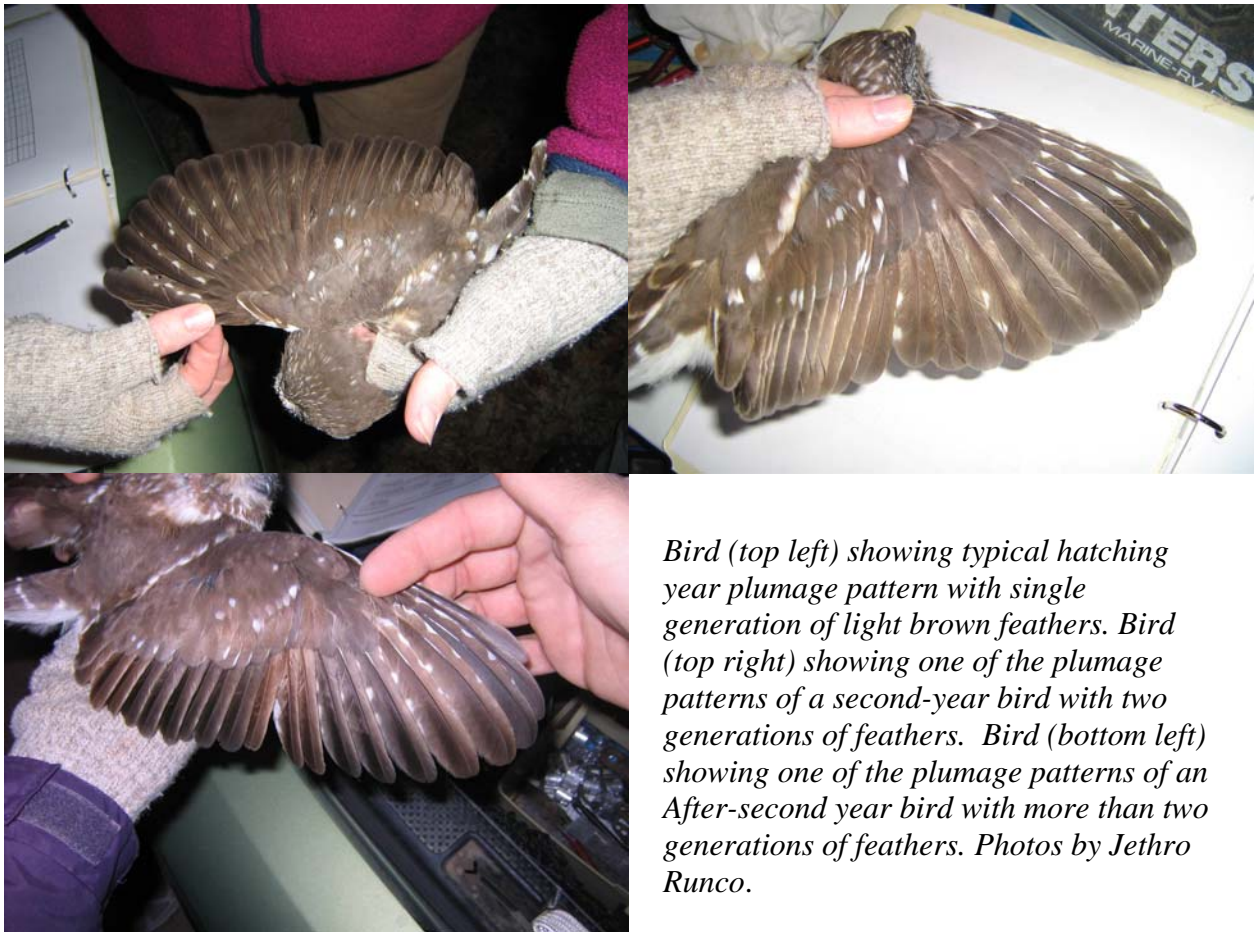 NTERS
MARINE-RV
Bird (top left) showing typical hatching
year plumage pattern with single
generation of light brown feathers. Bird
(top right) showing one of the plumage
patterns of a second-year bird with two
generations of feathers.  Bird (bottom left)
showing one of the plumage patterns of an
After-second year bird with more than two
generations of feathers. Photos by Jethro
Runco.